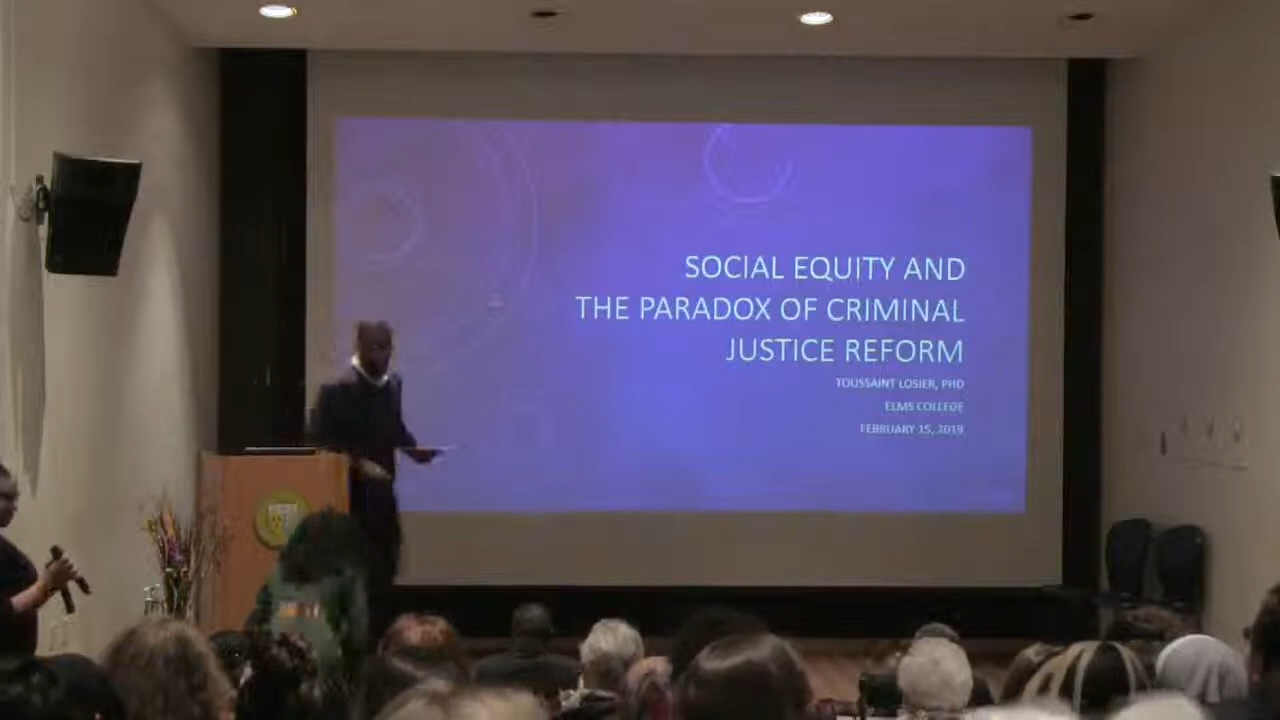 SOCIAL EQUITY AND
THE PARADOX OF CRIMINAL
JUSTICE REFORM
TOUSSAINT LOSIER, PHD
ELMS COLLEGE
FEBRUARY 15, 2019